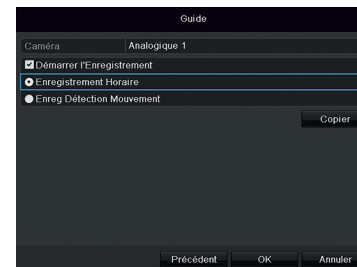 Guide
Caméra Analogique 1
Démarrer l'Enregistrement
Enregistrement Horaire
Enreg Détection Mouvement
Copier
Précédent OK Annuler